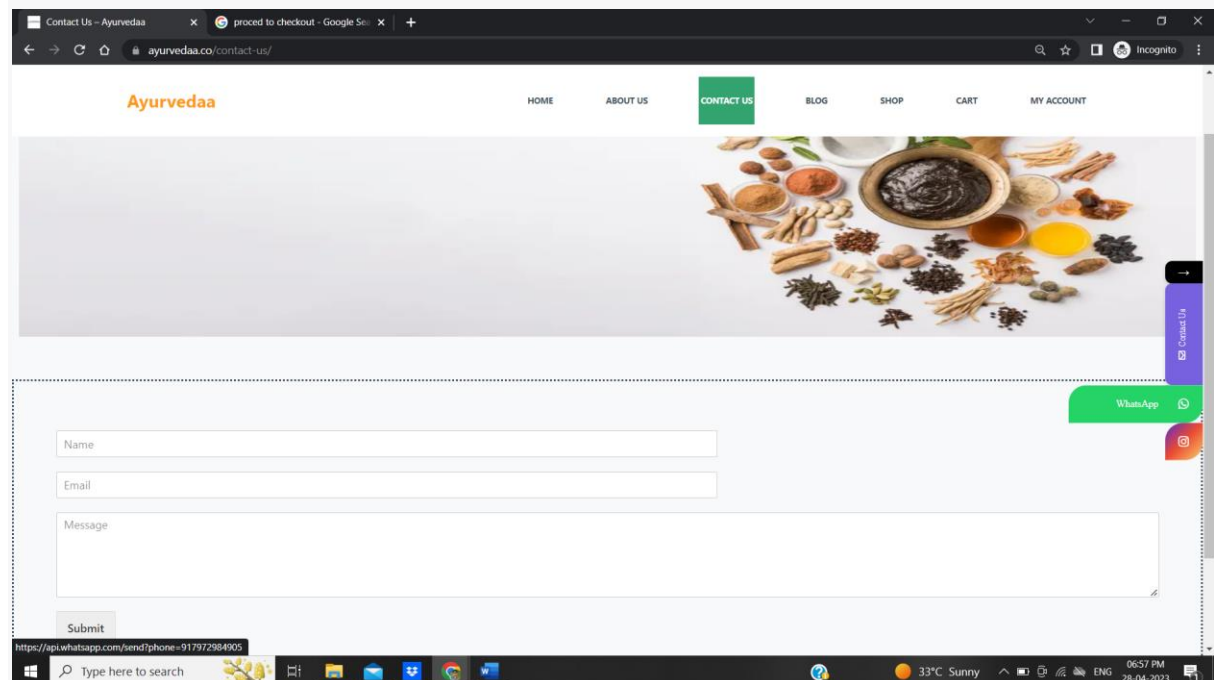 Contact Us – Ayurvedaa
proced to checkout - Google Sea
ayurvedaa.co/contact-us/
Incognito
Ayurvedaa
HOME ABOUT US CONTACT US BLOG SHOP CART MY ACCOUNT
Contact Us
WhatsApp
Name
Email
Message
Submit
https://api.whatsapp.com/send?phone=917972984905
Type here to search
33°C Sunny
ENG
06:57 PM
28-04-2023